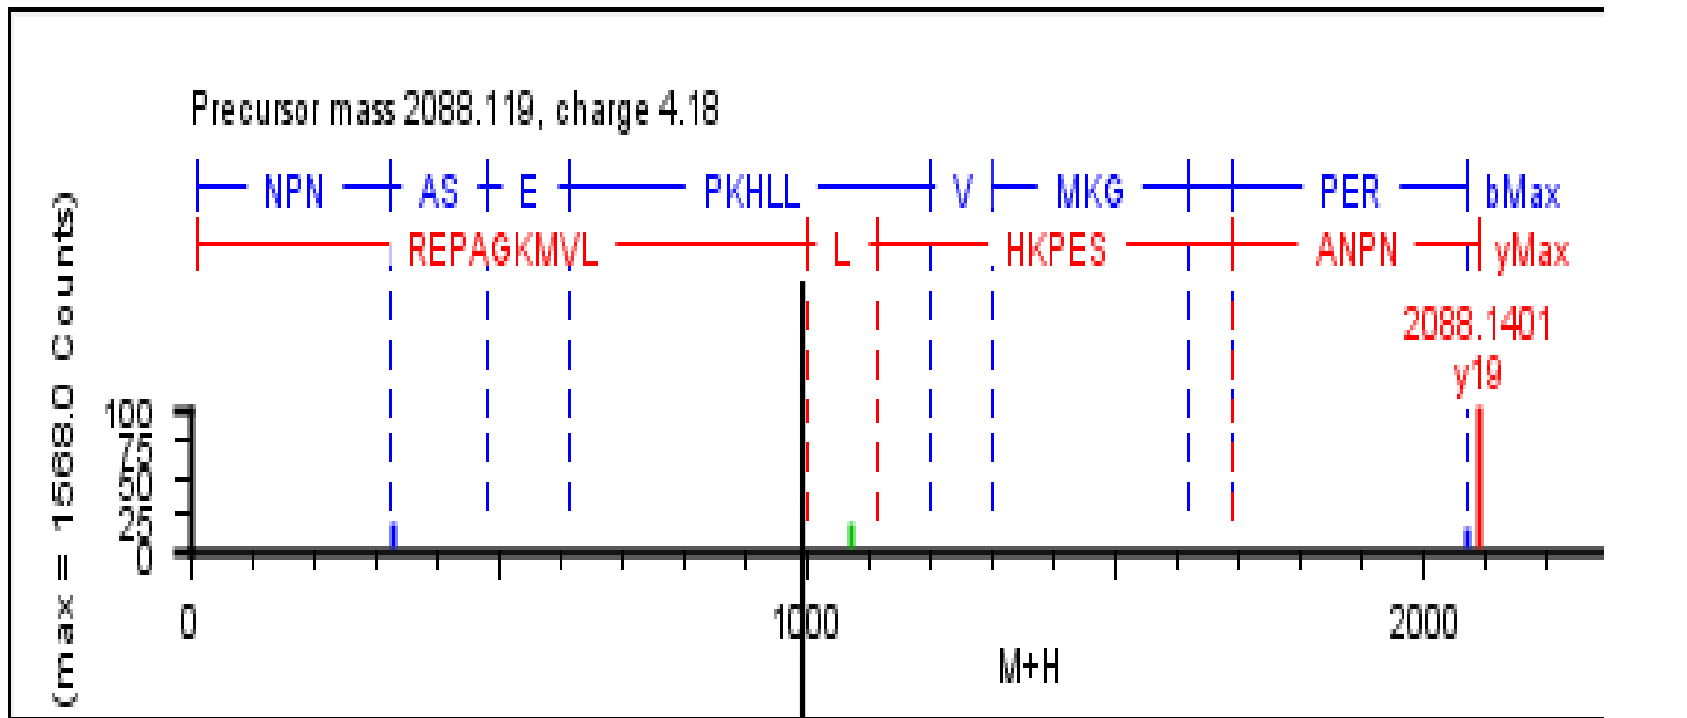 Precursor mass 2088.119, charge 4.18
NPN AS E PKHLL V MKG PER bMax
REPAGKMVL L HKPES ANPN yMax
2088.1401
y19
(max = 1568.0 Counts)
100
75
50
25
0
0 1000 2000
M+H